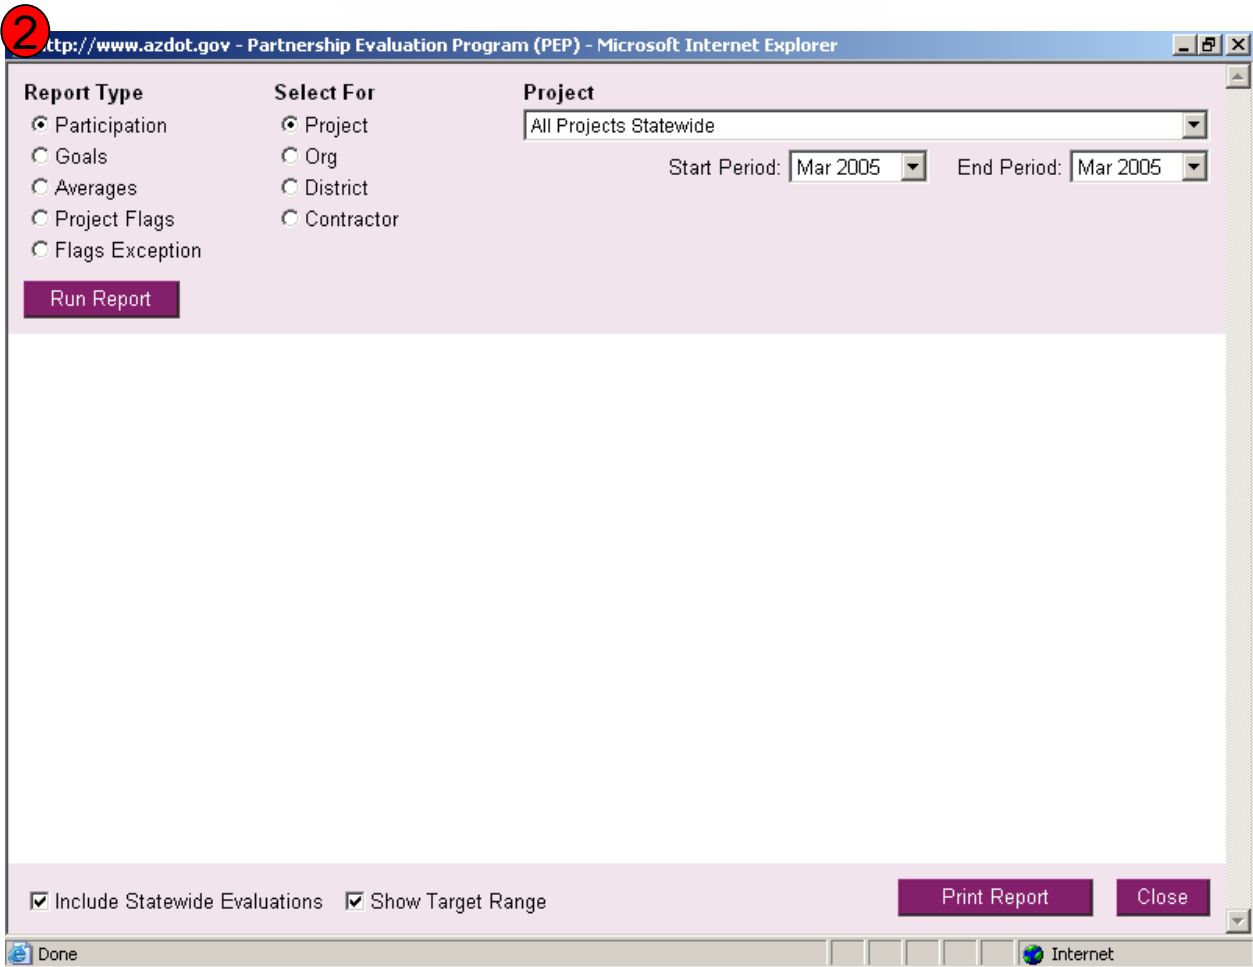 2
ttp://www.azdot.gov - Partnership Evaluation Program (PEP) - Microsoft Internet Explorer
Report Type Select For Project
Participation Project All Projects Statewide
Goals Org Start Period: Mar 2005 End Period: Mar 2005
Averages District
Project Flags Contractor
Flags Exception
Run Report
Include Statewide Evaluations Show Target Range Print Report Close
Done Internet